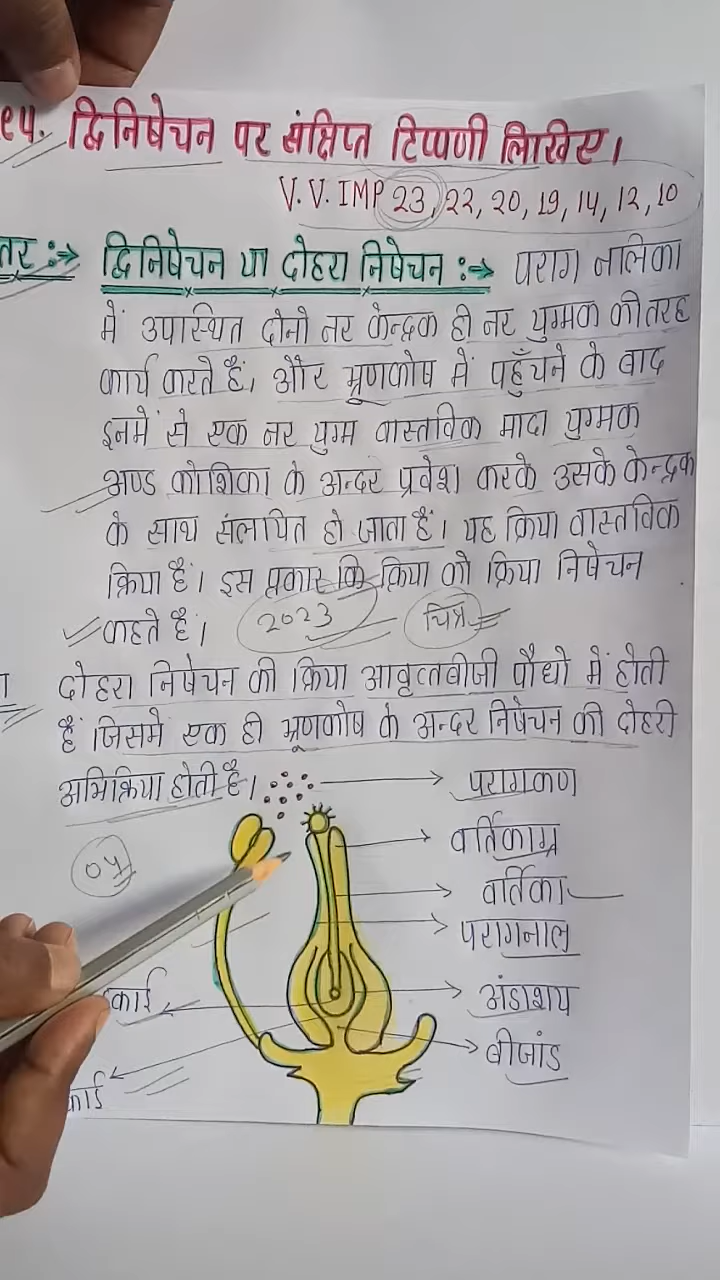 १५. द्विनिषेचन पर संक्षिप्त टिप्पणी लिखिए।
V. V. IMP 23, 22, 20, 19, 14, 12, 10
द्विनिषेचन या दोहरा निषेचन :→ पराग नालिका
में उपास्थित दोनो नर केन्द्रक ही नर युग्मक की तरह
कार्य करते हैं, और भ्रूणकोष में पहुँचने के बाद
इनमें से एक नर युग्म वास्तविक मादा युग्मक
अण्ड कोशिका के अन्दर प्रवेश करके उसके केन्द्रक
के साथ संलायित हो जाता हैं। यह क्रिया वास्तविक
क्रिया हैं। इस प्रकार कि क्रिया को क्रिया निषेचन
कहते हैं। 2023 चित्र
दोहरा निषेचन की क्रिया आवृत्तबीजी पौधो में होती
हैं जिसमें एक ही भ्रूणकोष के अन्दर निषेचन की दोहरी
अभिक्रिया होती है।
परागकण
वर्तिकाग्र
04
वर्तिका
परागनाल
अंडाशय
बीजांड